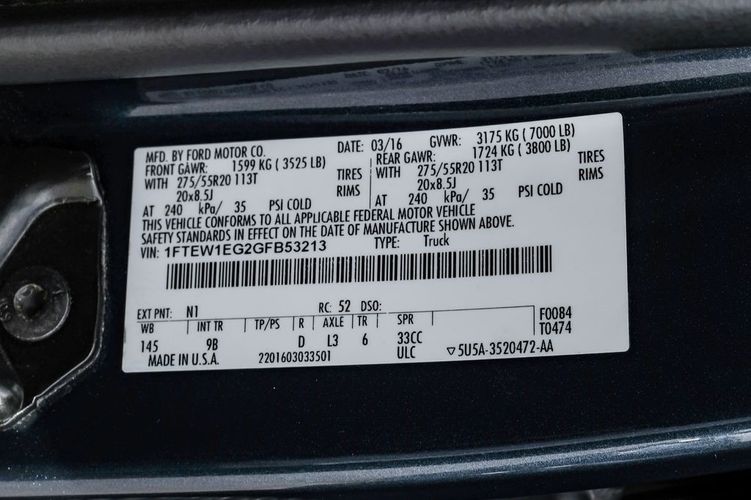 MFD. BY FORD MOTOR CO. DATE: 03/16 GVWR: 3175 KG ( 7000 LB)
FRONT GAWR: 1599 KG ( 3525 LB) REAR GAWR: 1724 KG ( 3800 LB)
WITH 275/55R20 113T TIRES WITH 275/55R20 113T TIRES
20x8.5J RIMS 20x8.5J RIMS
AT 240 kPa/ 35 PSI COLD AT 240 kPa/ 35 PSI COLD
THIS VEHICLE CONFORMS TO ALL APPLICABLE FEDERAL MOTOR VEHICLE
SAFETY STANDARDS IN EFFECT ON THE DATE OF MANUFACTURE SHOWN ABOVE.
VIN: 1FTEW1EG2GFB53213 TYPE: Truck
EXT PNT: N1 RC: 52 DSO: F0084
WB INT TR TP/PS R AXLE TR SPR T0474
145 9B D L3 6 33CC
MADE IN U.S.A. 2201603033501 ULC ▽5U5A-3520472-AA